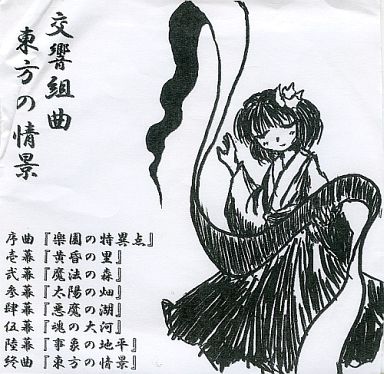 交響組曲
東方の情景
序曲『楽園の特異点』
壱幕『黄昏の里』
弐幕『魔法の森』
参幕『太陽の畑』
肆幕『悪魔の湖』
伍幕『魂の大河』
陸幕『事象の地平』
終曲『東方の情景』